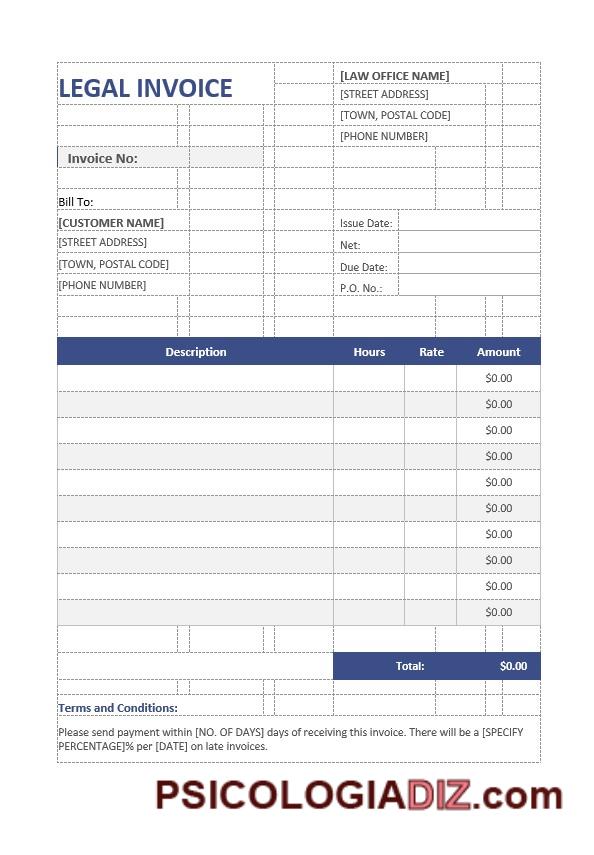 LEGAL INVOICE
[LAW OFFICE NAME]
[STREET ADDRESS]
[TOWN, POSTAL CODE]
[PHONE NUMBER]
Invoice No:
Bill To:
[CUSTOMER NAME]
[STREET ADDRESS]
[TOWN, POSTAL CODE]
[PHONE NUMBER]
Issue Date:
Net:
Due Date:
P.O. No.:
Description Hours Rate Amount
$0.00
$0.00
$0.00
$0.00
$0.00
$0.00
$0.00
$0.00
$0.00
$0.00
Total: $0.00
Terms and Conditions:
Please send payment within [NO. OF DAYS] days of receiving this invoice. There will be a [SPECIFY
PERCENTAGE]% per [DATE] on late invoices.
PSICOLOGIADIZ.com